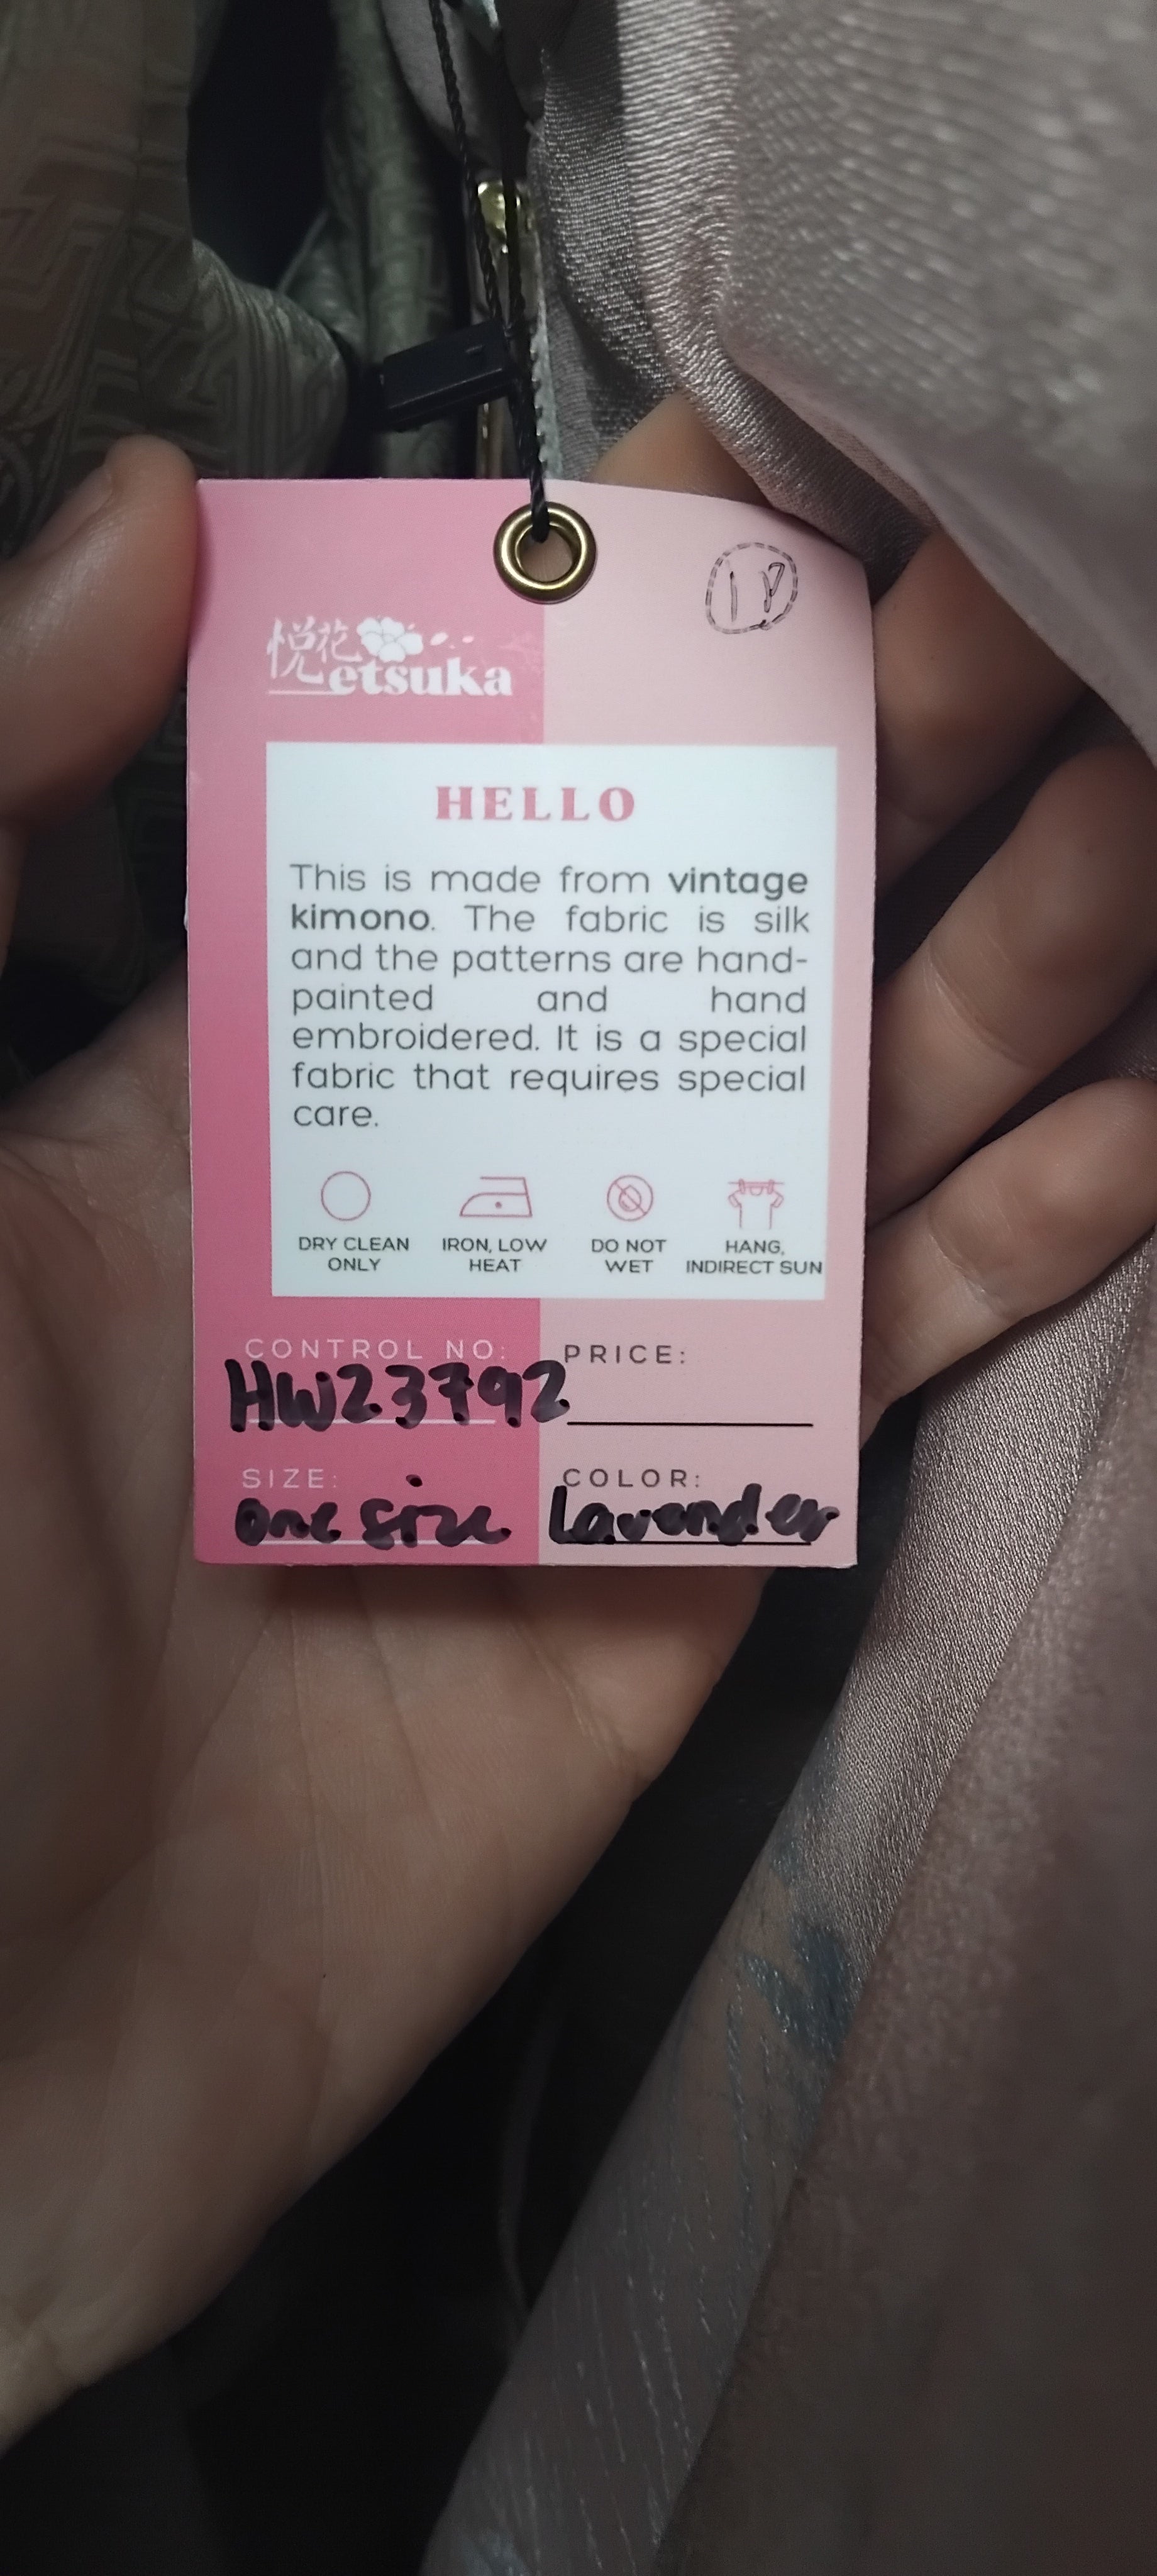 悦花
etsuka
HELLO
This is made from vintage
kimono. The fabric is silk
and the patterns are hand-
painted and hand
embroidered. It is a special
fabric that requires special
care.
DRY CLEAN
ONLY
IRON, LOW
HEAT
DO NOT
WET
HANG,
INDIRECT SUN
CONTROL NO:
HW23792
PRICE:
SIZE:
One size
COLOR:
Lavender